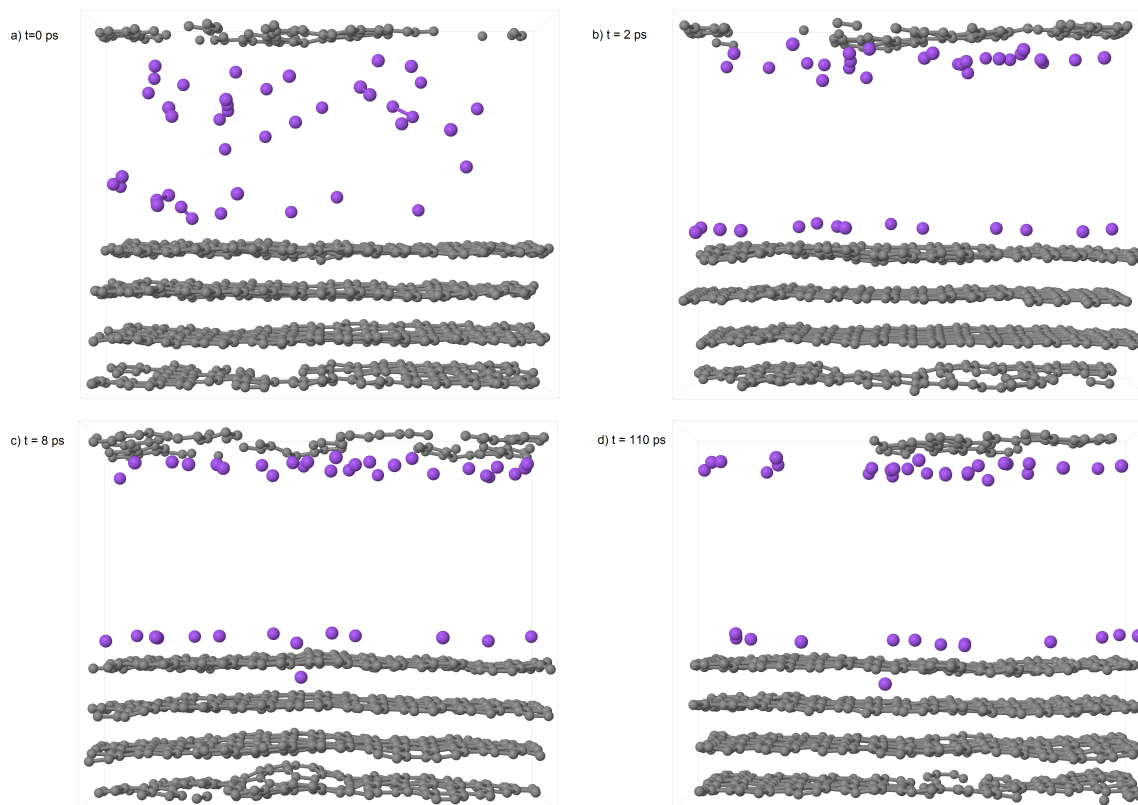 a) t=0 ps
b) t = 2 ps
c) t = 8 ps
d) t = 110 ps